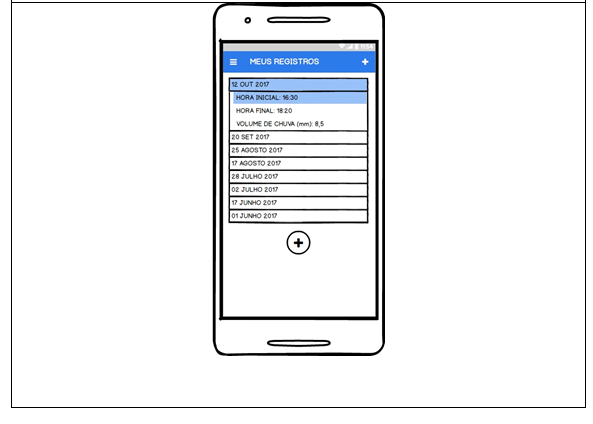 11:54
MEUS REGISTROS
12 OUT 2017
HORA INICIAL: 16:30
HORA FINAL: 18:20
VOLUME DE CHUVA (mm): 8,5
20 SET 2017
25 AGOSTO 2017
17 AGOSTO 2017
28 JULHO 2017
02 JULHO 2017
17 JUNHO 2017
01 JUNHO 2017